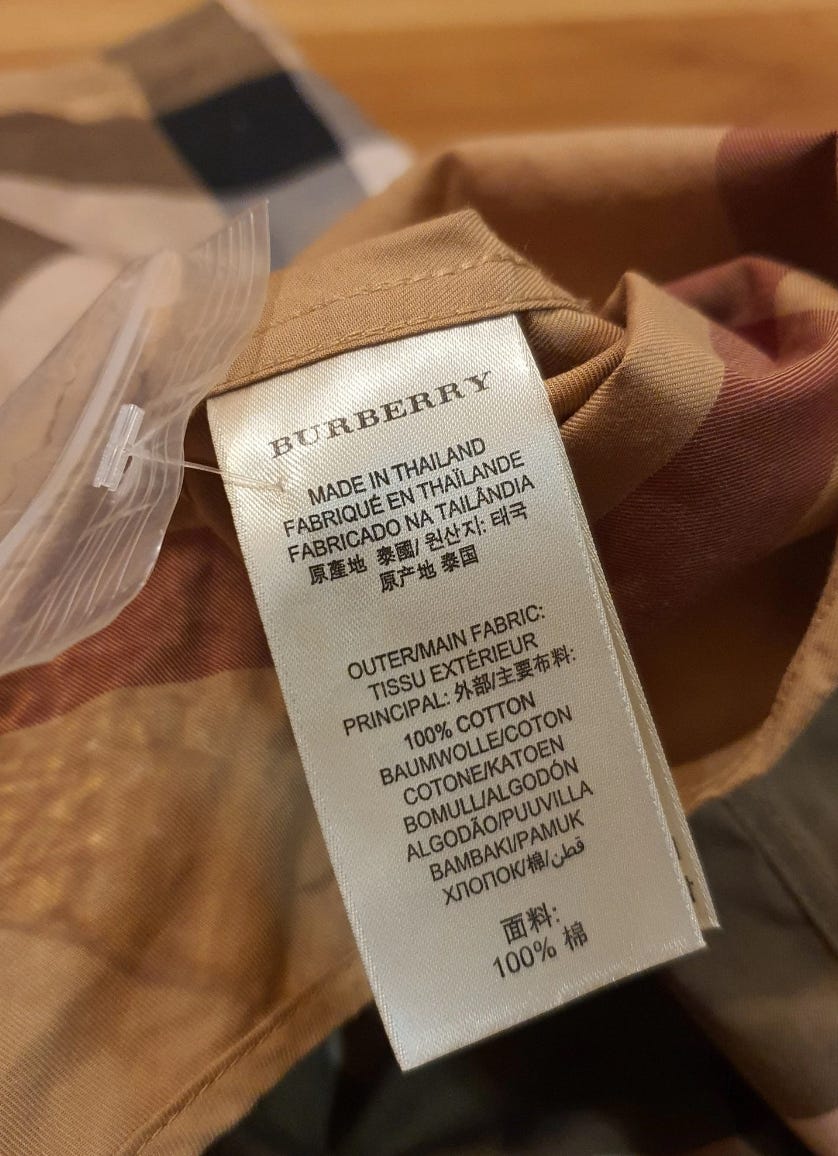 BURBERRY
MADE IN THAILAND
FABRIQUÉ EN THAÏLANDE
FABRICADO NA TAILÂNDIA
原產地 泰國/ 원산지: 태국
原产地 泰国
OUTER/MAIN FABRIC:
TISSU EXTÉRIEUR
PRINCIPAL: 外部/主要布料:
100% COTTON
BAUMWOLLE/COTON
COTONE/KATOEN
BOMULL/ALGODÓN
ALGODÃO/PUUVILLA
BAMBAKI/PAMUK
ХЛОПОК/棉/قطن
面料:
100% 棉